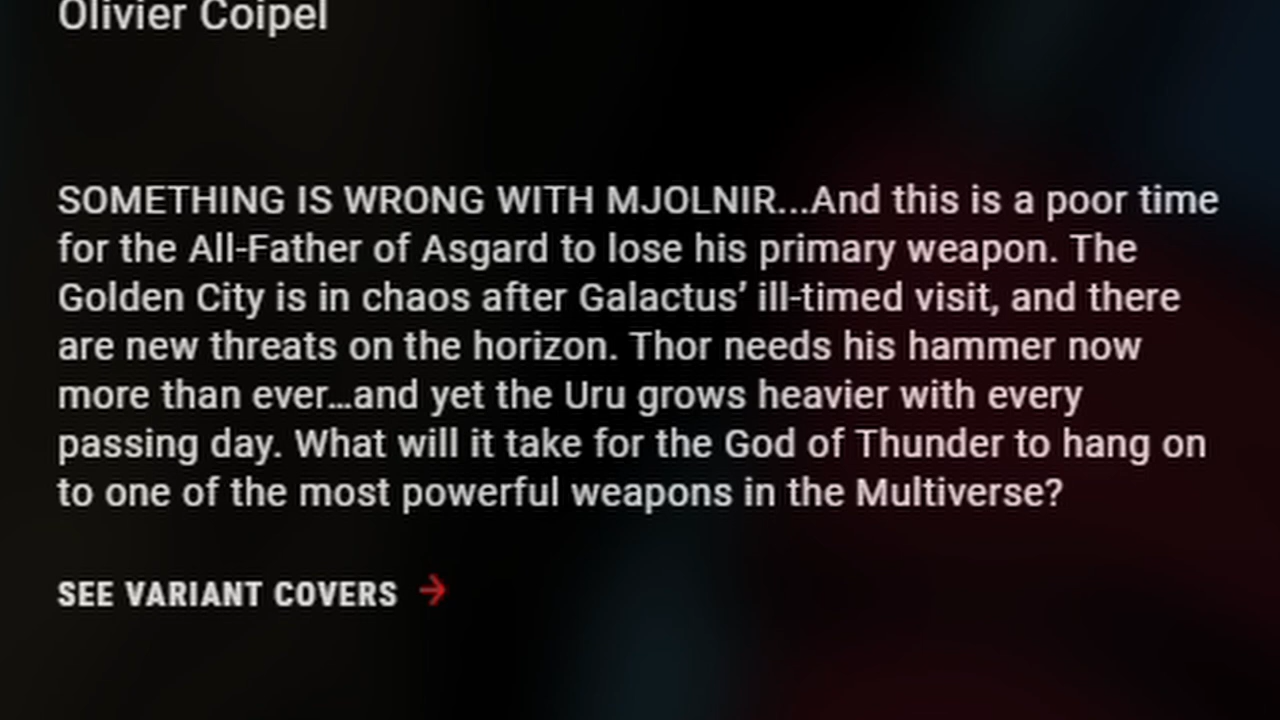 Olivier Coipel
SOMETHING IS WRONG WITH MJOLNIR...And this is a poor time
for the All-Father of Asgard to lose his primary weapon. The
Golden City is in chaos after Galactus’ ill-timed visit, and there
are new threats on the horizon. Thor needs his hammer now
more than ever…and yet the Uru grows heavier with every
passing day. What will it take for the God of Thunder to hang on
to one of the most powerful weapons in the Multiverse?
SEE VARIANT COVERS →